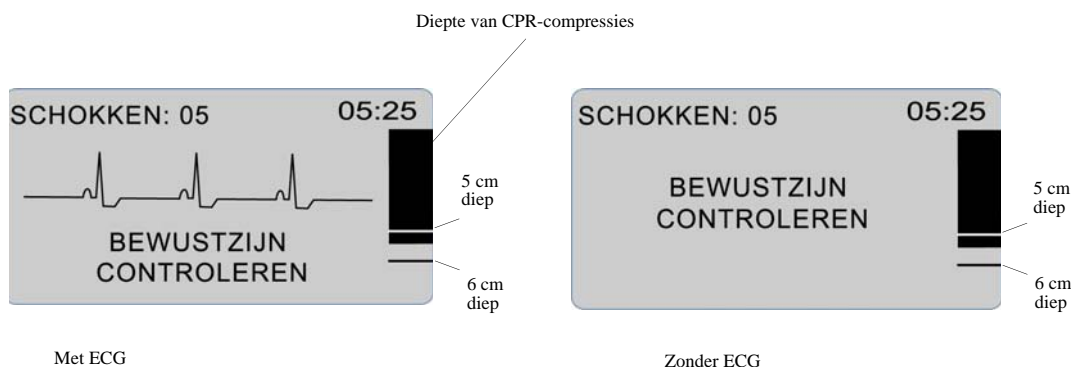 Diepte van CPR-compressies
SCHOKKEN: 05 05:25
BEWUSTZIJN
CONTROLEREN
5 cm
diep
6 cm
diep
SCHOKKEN: 05 05:25
BEWUSTZIJN
CONTROLEREN
5 cm
diep
6 cm
diep
Met ECG
Zonder ECG